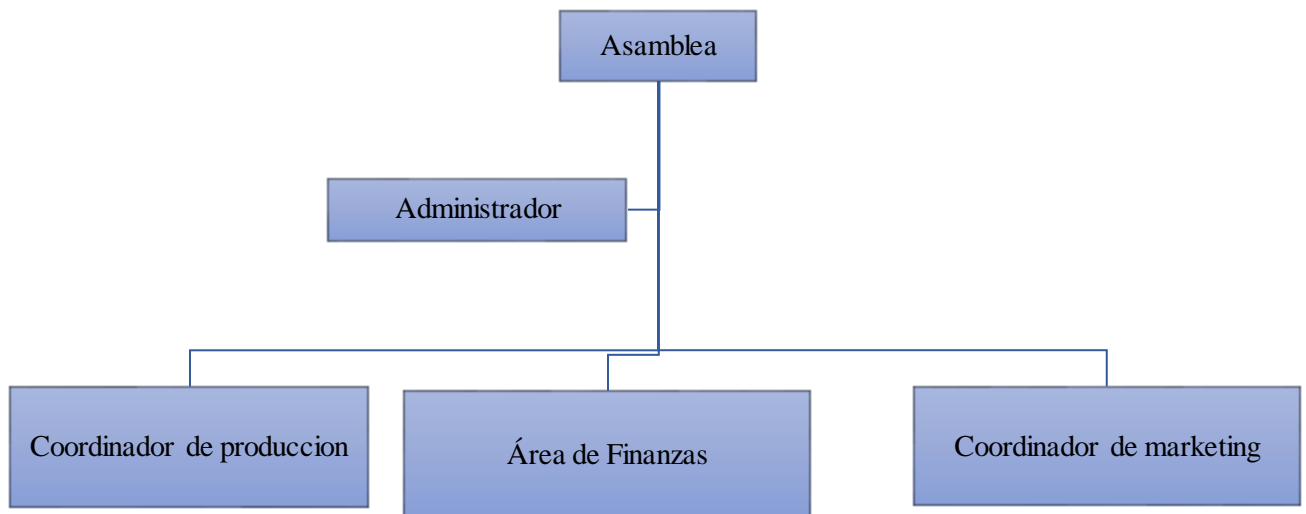 Asamblea
Administrador
Coordinador de produccion
Área de Finanzas
Coordinador de marketing